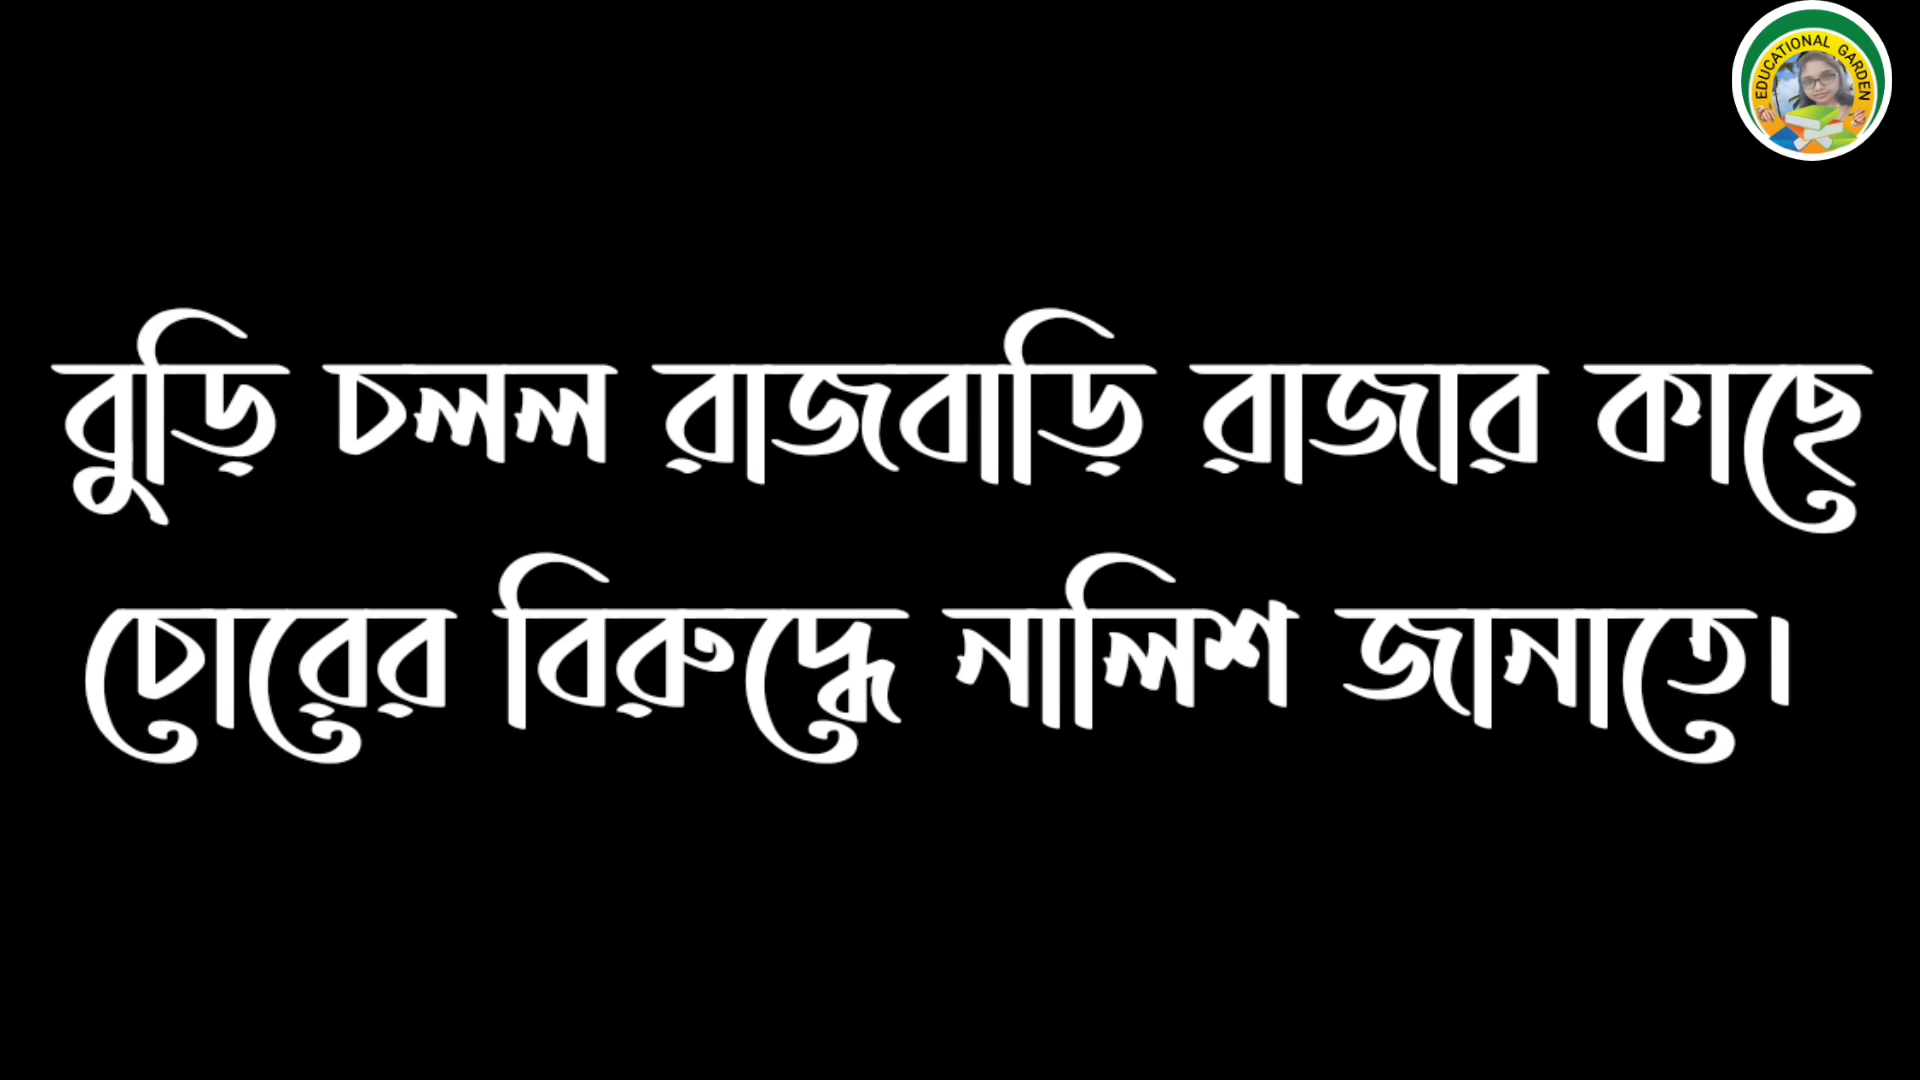 EDUCATIONAL GARDEN
বুড়ি চলল রাজবাড়ি রাজার কাছে
চোরের বিরুদ্ধে নালিশ জানাতে।